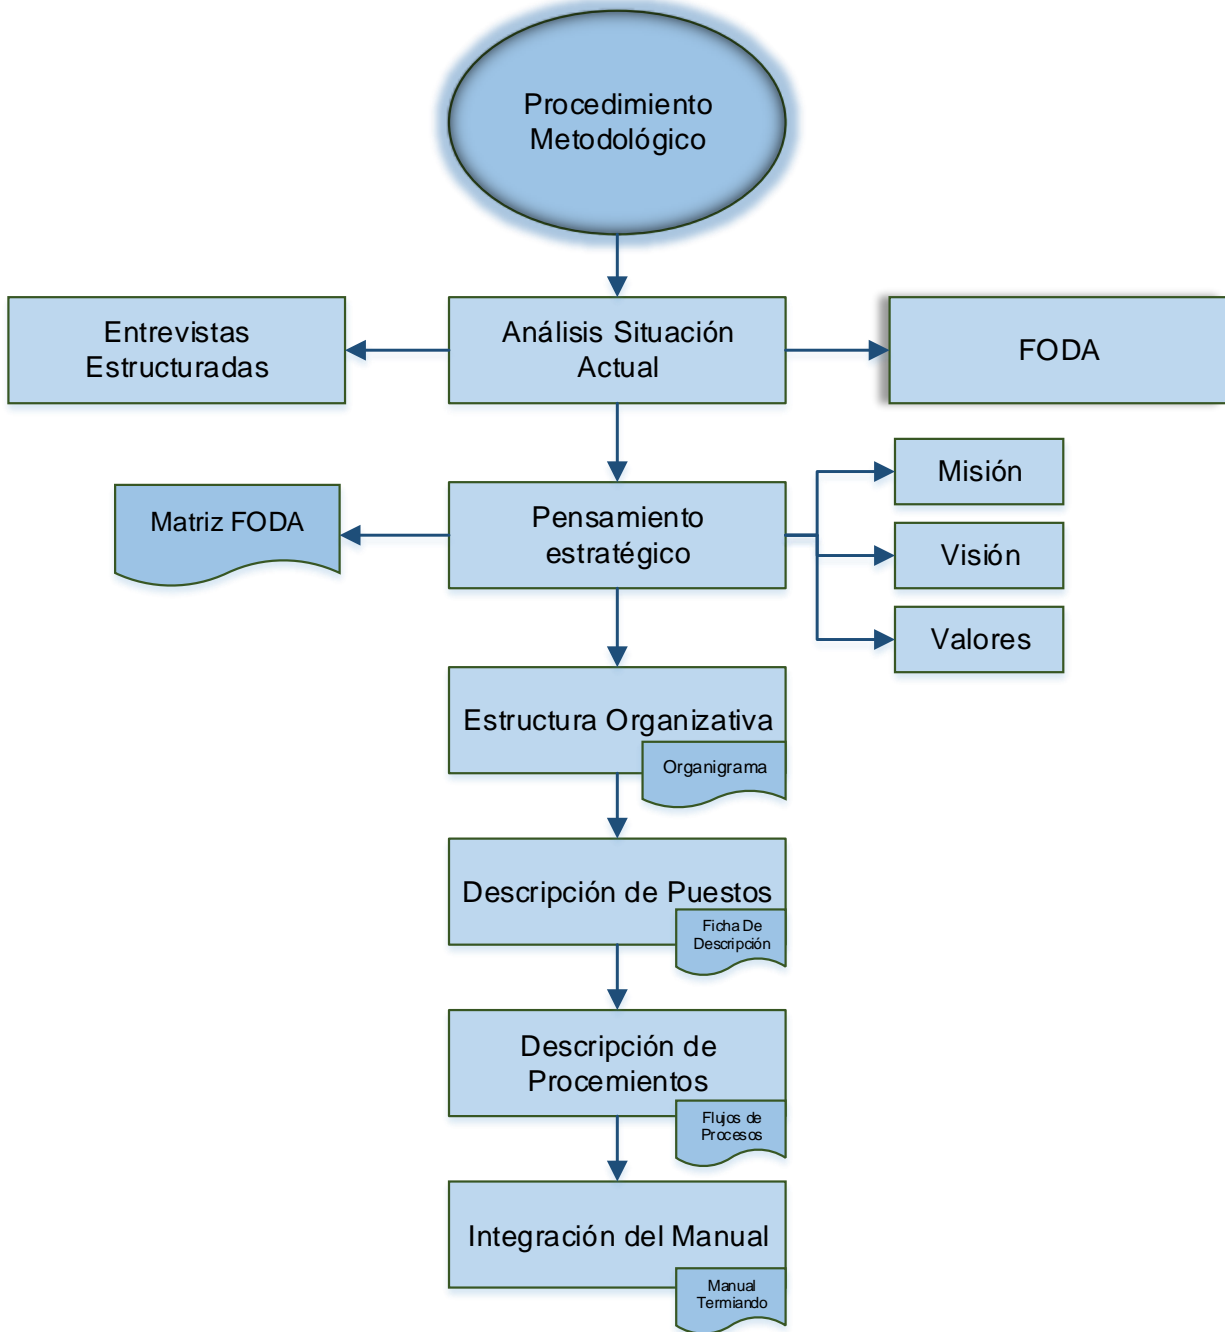 Procedimiento
Metodológico
Entrevistas
Estructuradas
Análisis Situación
Actual
FODA
Matriz FODA
Pensamiento
estratégico
Misión
Visión
Valores
Estructura Organizativa
Organigrama
Descripción de Puestos
Ficha De
Descripción
Descripción de
Procemientos
Flujos de
Procesos
Integración del Manual
Manual
Termiando